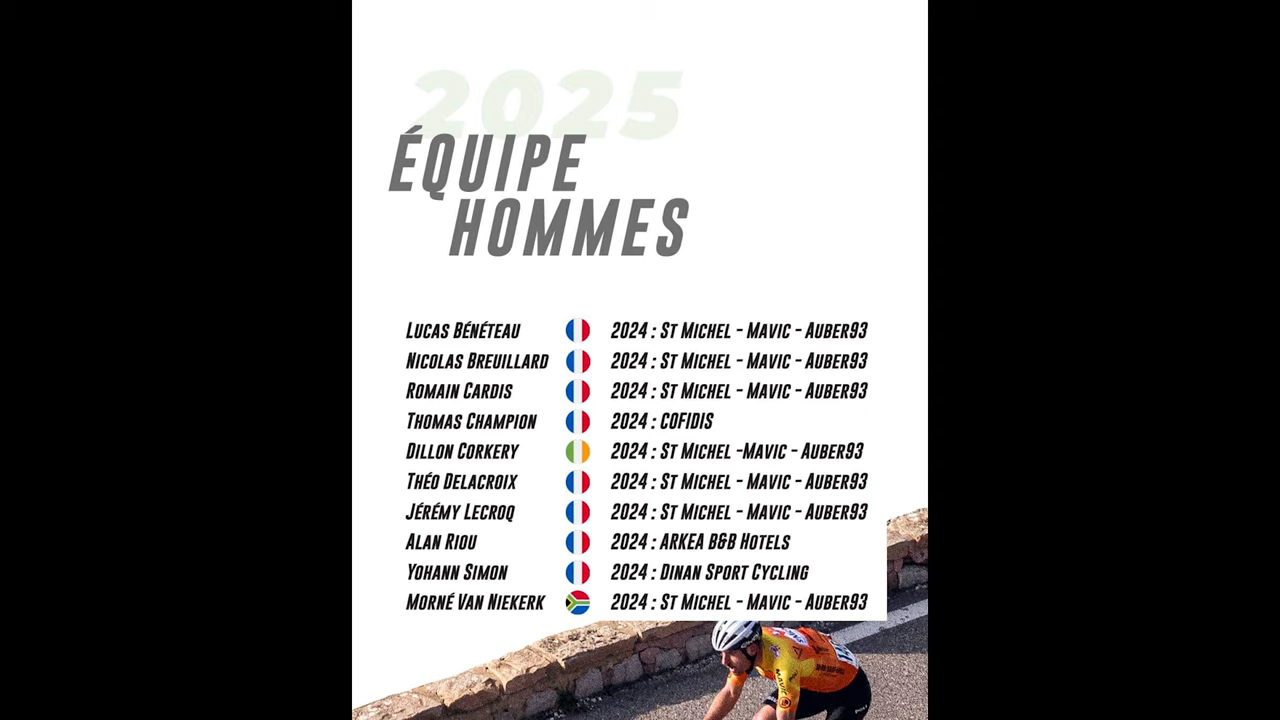 2025
ÉQUIPE
HOMMES
LUCAS BÉNÉTEAU 2024 : ST MICHEL - MAVIC - AUBER93
NICOLAS BREUILLARD 2024 : ST MICHEL - MAVIC - AUBER93
ROMAIN CARDIS 2024 : ST MICHEL - MAVIC - AUBER93
THOMAS CHAMPION 2024 : COFIDIS
DILLON CORKERY 2024 : ST MICHEL -MAVIC - AUBER93
THÉO DELACROIX 2024 : ST MICHEL - MAVIC - AUBER93
JÉRÉMY LECROQ 2024 : ST MICHEL - MAVIC - AUBER93
ALAN RIOU 2024 : ARKEA B&B HOTELS
YOHANN SIMON 2024 : DINAN SPORT CYCLING
MORNÉ VAN NIEKERK 2024 : ST MICHEL - MAVIC - AUBER93